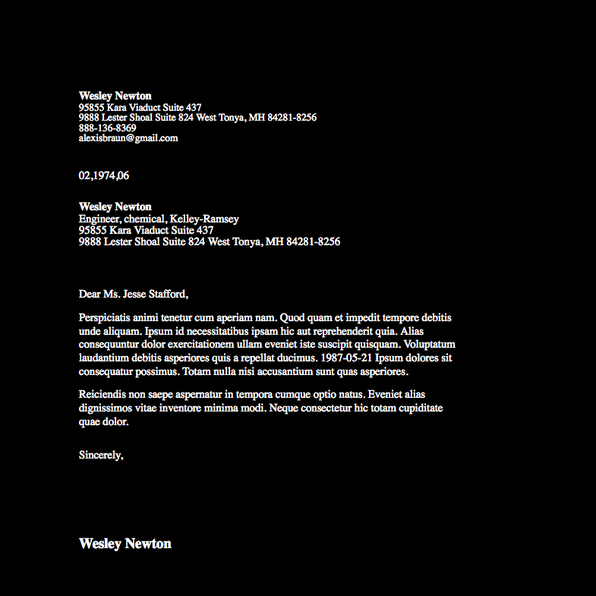 Wesley Newton
95855 Kara Viaduct Suite 437
9888 Lester Shoal Suite 824 West Tonya, MH 84281-8256
888-136-8369
alexisbraun@gmail.com
02,1974,06
Wesley Newton
Engineer, chemical, Kelley-Ramsey
95855 Kara Viaduct Suite 437
9888 Lester Shoal Suite 824 West Tonya, MH 84281-8256
Dear Ms. Jesse Stafford,
Perspiciatis animi tenetur cum aperiam nam. Quod quam et impedit tempore debitis
unde aliquam. Ipsum id necessitatibus ipsam hic aut reprehenderit quia. Alias
consequuntur dolor exercitationem ullam eveniet iste suscipit quisquam. Voluptatum
laudantium debitis asperiores quis a repellat ducimus. 1987-05-21 Ipsum dolores sit
consequatur possimus. Totam nulla nisi accusantium sunt quas asperiores.
Reiciendis non saepe aspernatur in tempora cumque optio natus. Eveniet alias
dignissimos vitae inventore minima modi. Neque consectetur hic totam cupiditate
quae dolor.
Sincerely,
Wesley Newton